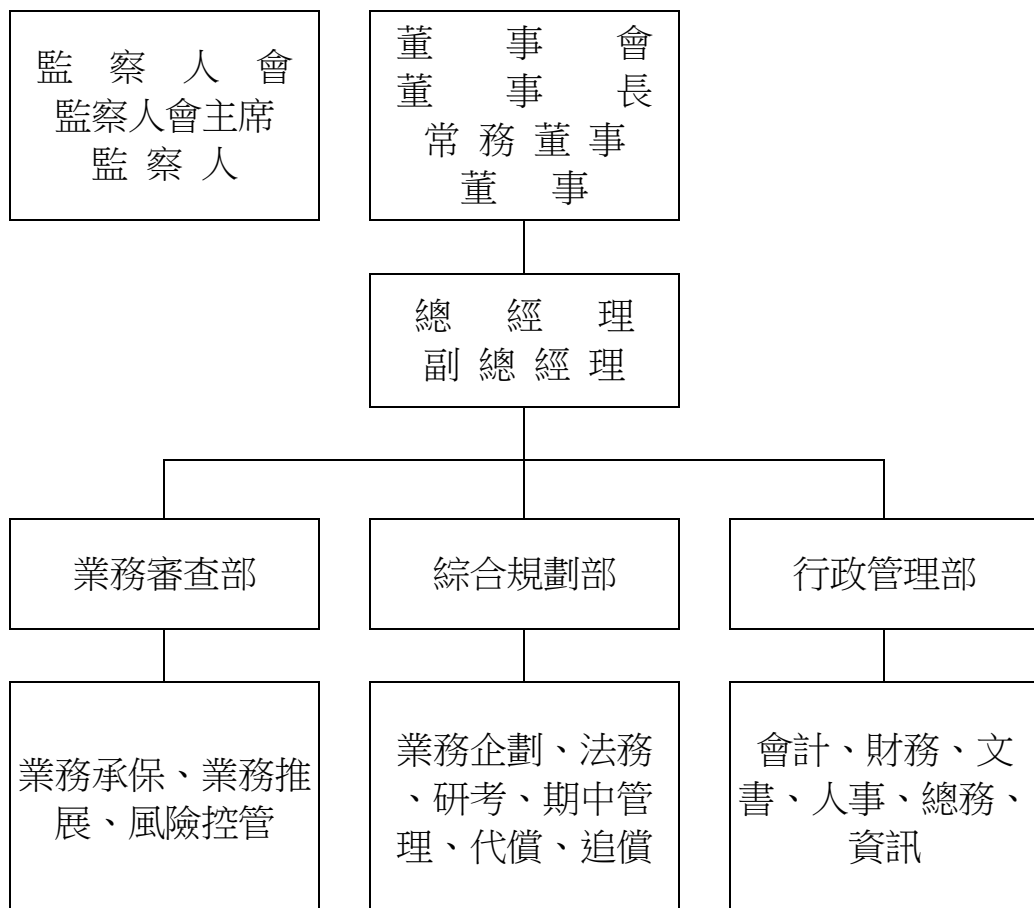 監察人會
監察人會主席
監察人
董事會
董事長
常務董事
董事
總經理
副總經理
業務審查部
綜合規劃部
行政管理部
業務承保、業務推
展、風險控管
業務企劃、法務
、研考、期中管
理、代償、追償
會計、財務、文
書、人事、總務、
資訊